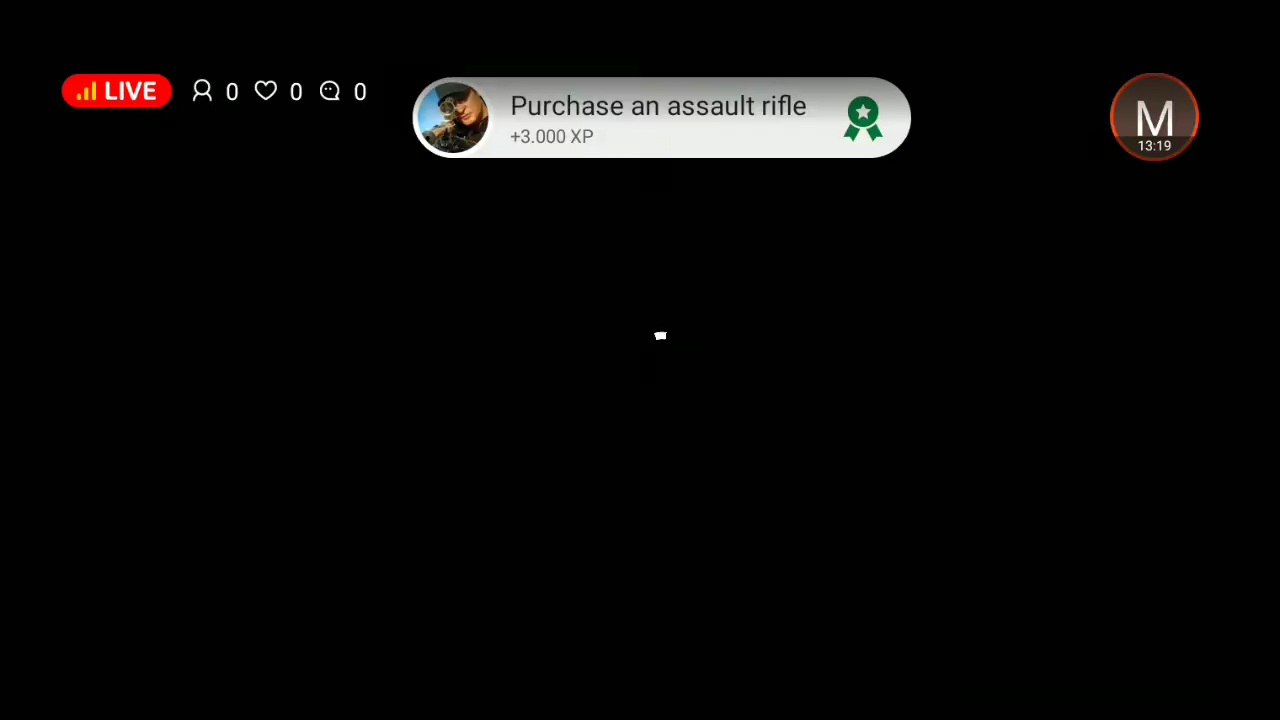 LIVE 0 0 0
Purchase an assault rifle
+3.000 XP
M
13:19